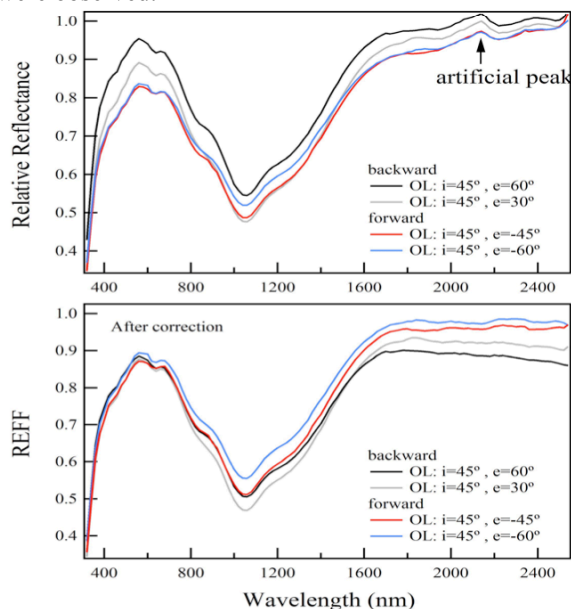 were observed.
1.0
0.9
0.8
0.7
0.6
0.5
0.4
Relative Reflectance
artificial peak
backward
OL: i=45º , e=60º
OL: i=45º , e=30º
forward
OL: i=45º , e=-45º
OL: i=45º , e=-60º
400 800 1200 1600 2000 2400
1.0
0.9
0.8
0.7
0.6
0.5
0.4
REFF
After correction
backward
OL: i=45º , e=60º
OL: i=45º , e=30º
forward
OL: i=45º , e=-45º
OL: i=45º , e=-60º
400 800 1200 1600 2000 2400
Wavelength (nm)